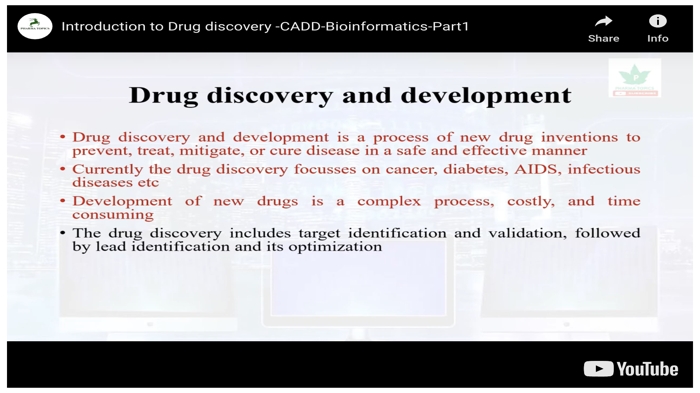 Introduction to Drug discovery -CADD-Bioinformatics-Part1
Share
Info
Drug discovery and development
• Drug discovery and development is a process of new drug inventions to
prevent, treat, mitigate, or cure disease in a safe and effective manner
• Currently the drug discovery focusses on cancer, diabetes, AIDS, infectious
diseases etc
• Development of new drugs is a complex process, costly, and time
consuming
• The drug discovery includes target identification and validation, followed
by lead identification and its optimization
YouTube